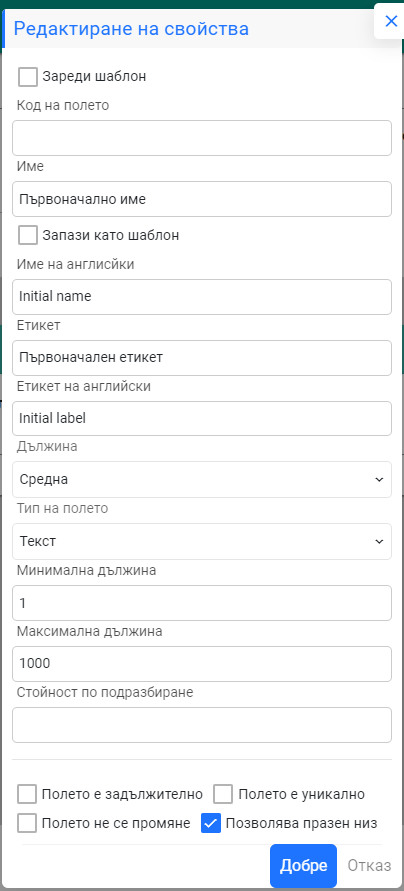 Редактиране на свойства
Зареди шаблон
Код на полето
Име
Първоначално име
Запази като шаблон
Име на англисйки
Initial name
Етикет
Първоначален етикет
Етикет на английски
Initial label
Дължина
Средна
Тип на полето
Текст
Минимална дължина
1
Максимална дължина
1000
Стойност по подразбиране
Полето е задължително Полето е уникално
Полето не се променя Позволява празен низ
Добре Отказ